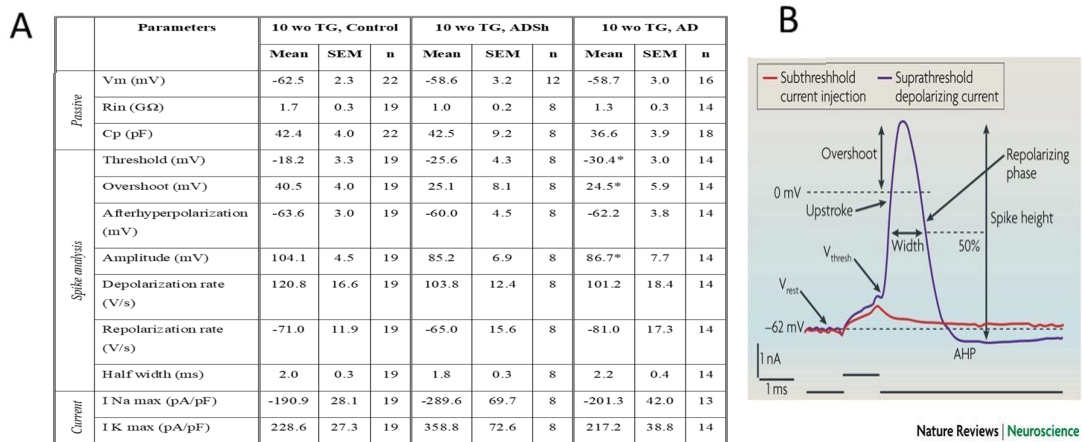 A
Parameters 10 wo TG, Control 10 wo TG, ADSh 10 wo TG, AD
Mean SEM n Mean SEM n Mean SEM n
Passive
Vm (mV) -62.5 2.3 22 -58.6 3.2 12 -58.7 3.0 16
Rin (GΩ) 1.7 0.3 19 1.0 0.2 8 1.3 0.3 14
Cp (pF) 42.4 4.0 22 42.5 9.2 8 36.6 3.9 18
Spike analysis
Threshold (mV) -18.2 3.3 19 -25.6 4.3 8 -30.4* 3.0 14
Overshoot (mV) 40.5 4.0 19 25.1 8.1 8 24.5* 5.9 14
Afterhyperpolarization
(mV) -63.6 3.0 19 -60.0 4.5 8 -62.2 3.8 14
Amplitude (mV) 104.1 4.5 19 85.2 6.9 8 86.7* 7.7 14
Depolarization rate
(V/s) 120.8 16.6 19 103.8 12.4 8 101.2 18.4 14
Repolarization rate
(V/s) -71.0 11.9 19 -65.0 15.6 8 -81.0 17.3 14
Half width (ms) 2.0 0.3 19 1.8 0.3 8 2.2 0.4 14
Current
I Na max (pA/pF) -190.9 28.1 19 -289.6 69.7 8 -201.3 42.0 13
I K max (pA/pF) 228.6 27.3 19 358.8 72.6 8 217.2 38.8 14
B
Subthreshhold
current injection
Suprathreshold
depolarizing current
Overshoot
Repolarizing
phase
0 mV
Upstroke
Spike height
Width
50%
Vthresh
Vrest
–62 mV
AHP
1 nA
1 ms
Nature Reviews | Neuroscience